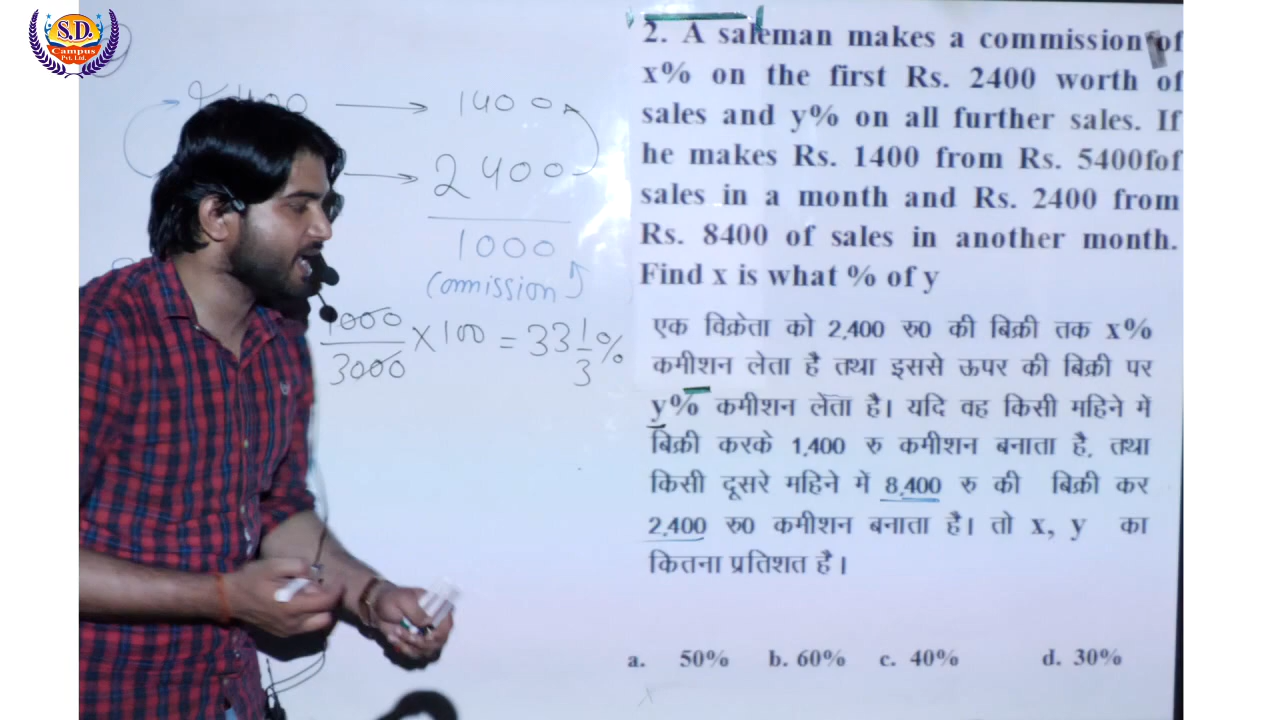 S.D.
Campus
Pvt. Ltd.
1400
2400
1000
Commission
1000
3000
× 100 = 33 1/3 %
2. A saleman makes a commission of
x% on the first Rs. 2400 worth of
sales and y% on all further sales. If
he makes Rs. 1400 from Rs. 5400fof
sales in a month and Rs. 2400 from
Rs. 8400 of sales in another month.
Find x is what % of y
एक विक्रेता को 2,400 रु0 की बिक्री तक x%
कमीशन लेता है तथा इससे ऊपर की बिक्री पर
y% कमीशन लेता है। यदि वह किसी महिने में
बिक्री करके 1,400 रु कमीशन बनाता है, तथा
किसी दूसरे महिने में 8,400 रु की बिक्री कर
2,400 रु0 कमीशन बनाता है। तो x, y का
कितना प्रतिशत है।
a. 50% b. 60% c. 40% d. 30%